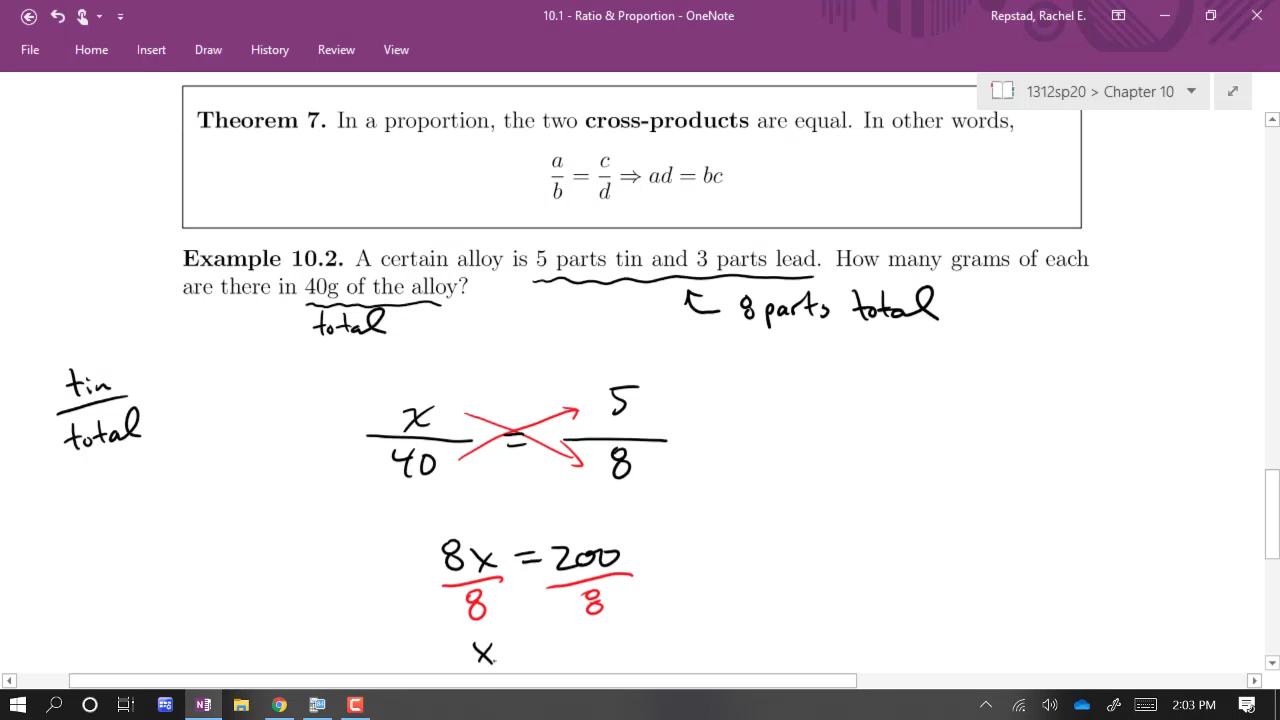 10.1 - Ratio & Proportion - OneNote
Repstad, Rachel E.
File Home Insert Draw History Review View
1312sp20 > Chapter 10
Theorem 7. In a proportion, the two cross-products are equal. In other words,
a/b = c/d ⇒ ad = bc
Example 10.2. A certain alloy is 5 parts tin and 3 parts lead. How many grams of each
are there in 40g of the alloy?
8 parts total
total
tin/total
x/40 = 5/8
8x = 200
8 8
x
2:03 PM